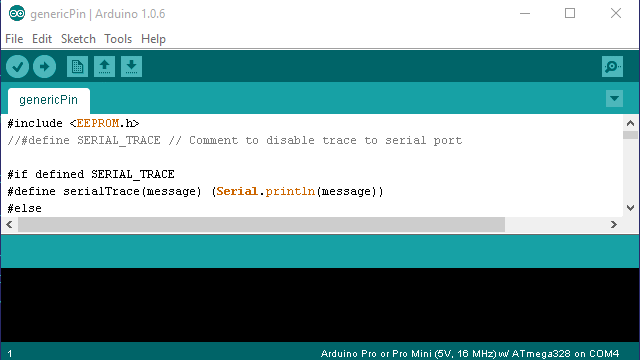 genericPin | Arduino 1.0.6
File Edit Sketch Tools Help
genericPin
#include <EEPROM.h>
//#define SERIAL_TRACE // Comment to disable trace to serial port
#if defined SERIAL_TRACE
#define serialTrace(message) (Serial.println(message))
#else
1 Arduino Pro or Pro Mini (5V, 16 MHz) w/ ATmega328 on COM4